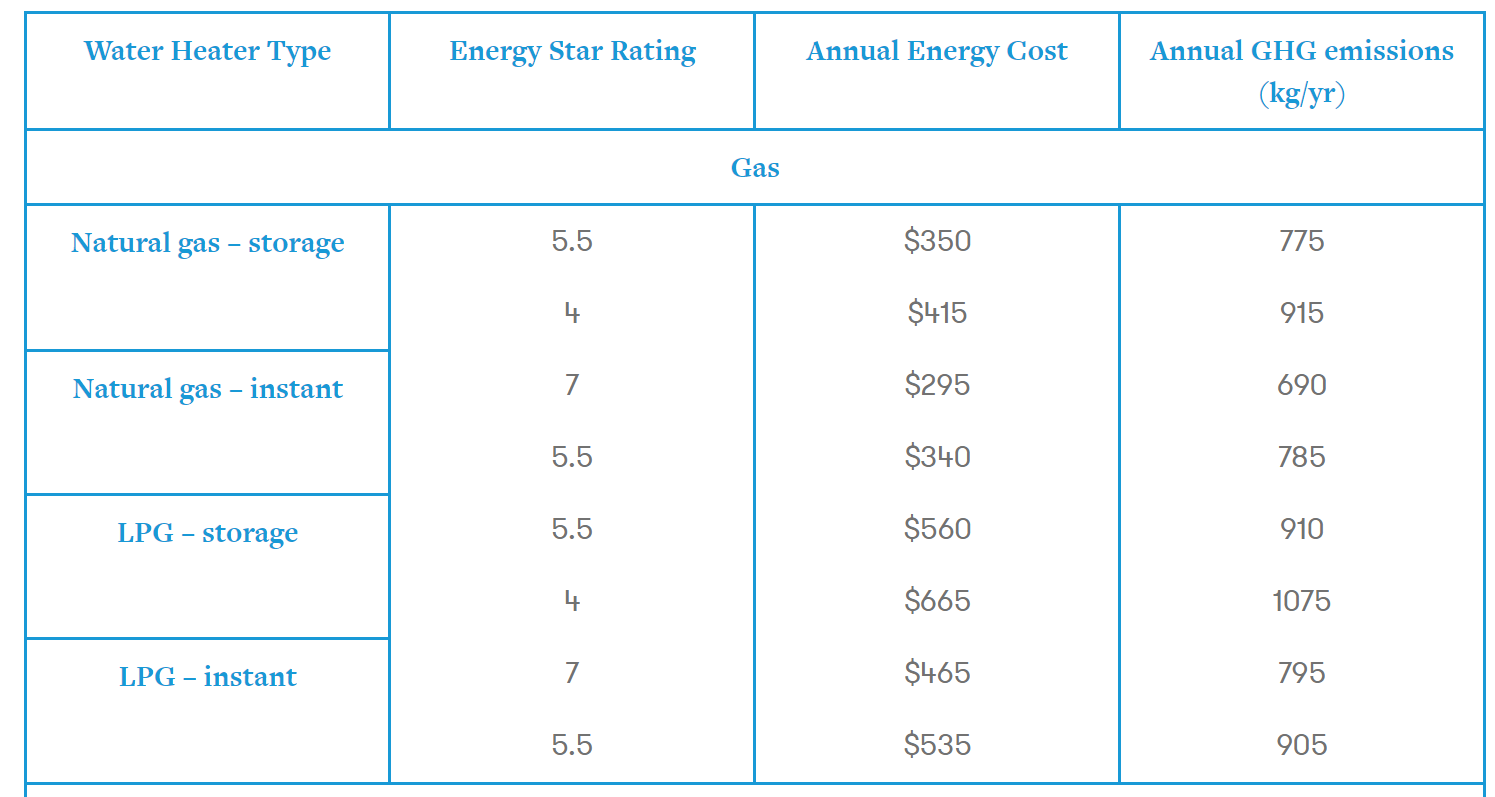 Water Heater Type Energy Star Rating Annual Energy Cost Annual GHG emissions
(kg/yr)
Gas
Natural gas – storage 5.5 $350 775
4 $415 915
Natural gas – instant 7 $295 690
5.5 $340 785
LPG – storage 5.5 $560 910
4 $665 1075
LPG – instant 7 $465 795
5.5 $535 905